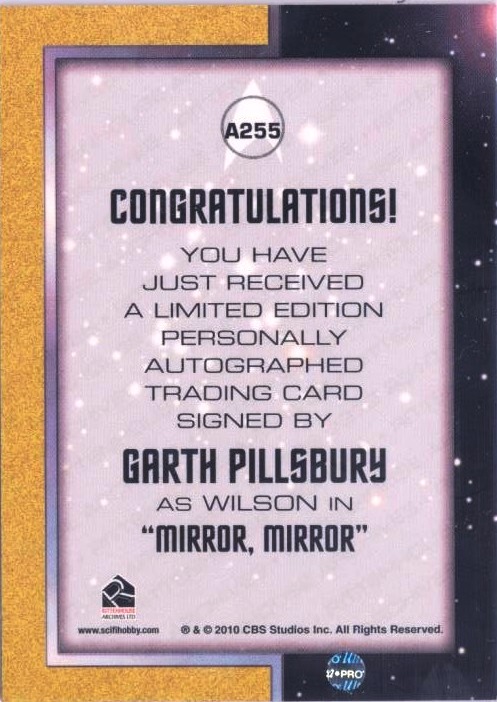 A255
CONGRATULATIONS!
YOU HAVE
JUST RECEIVED
A LIMITED EDITION
PERSONALLY
AUTOGRAPHED
TRADING CARD
SIGNED BY
GARTH PILLSBURY
AS WILSON IN
“MIRROR, MIRROR”
RITTENHOUSE
ARCHIVES LTD
www.scifihobby.com ® & © 2010 CBS Studios Inc. All Rights Reserved.
PRO